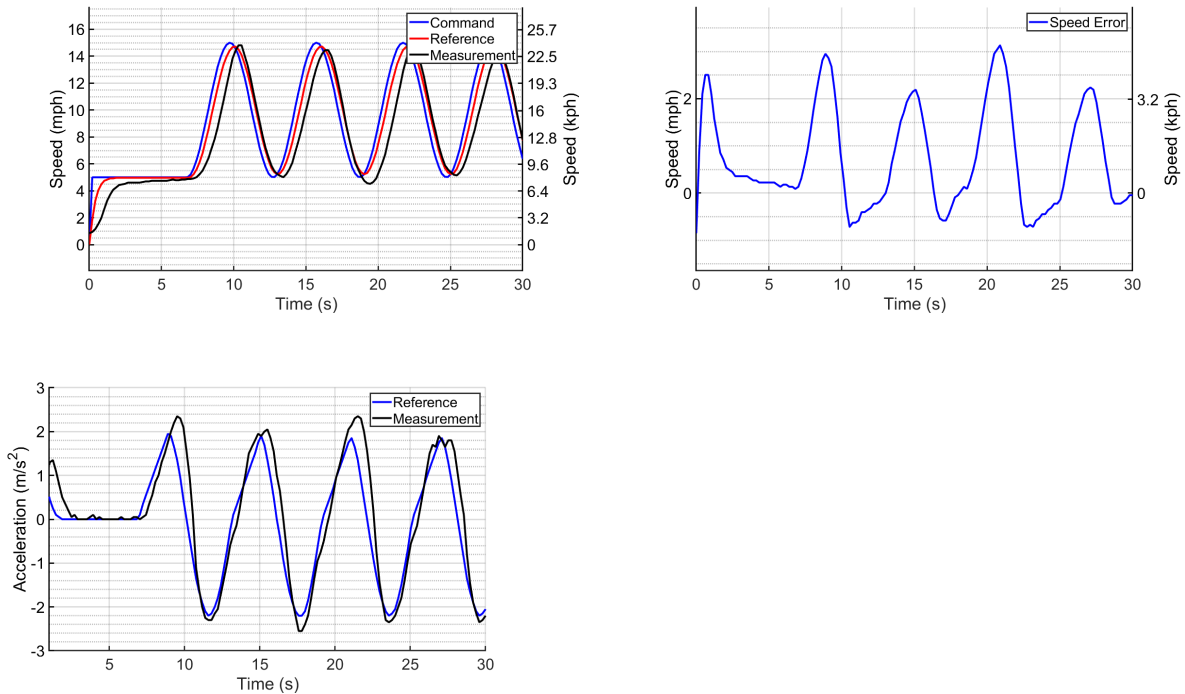 Command
Reference
Measurement
16
14
12
10
8
6
4
2
0
Speed (mph)
25.7
22.5
19.3
16
12.8
9.6
6.4
3.2
0
Speed (kph)
0 5 10 15 20 25 30
Time (s)
Speed Error
2
0
Speed (mph)
3.2
0
Speed (kph)
0 5 10 15 20 25 30
Time (s)
Reference
Measurement
3
2
1
0
-1
-2
-3
Acceleration (m/s2)
5 10 15 20 25 30
Time (s)